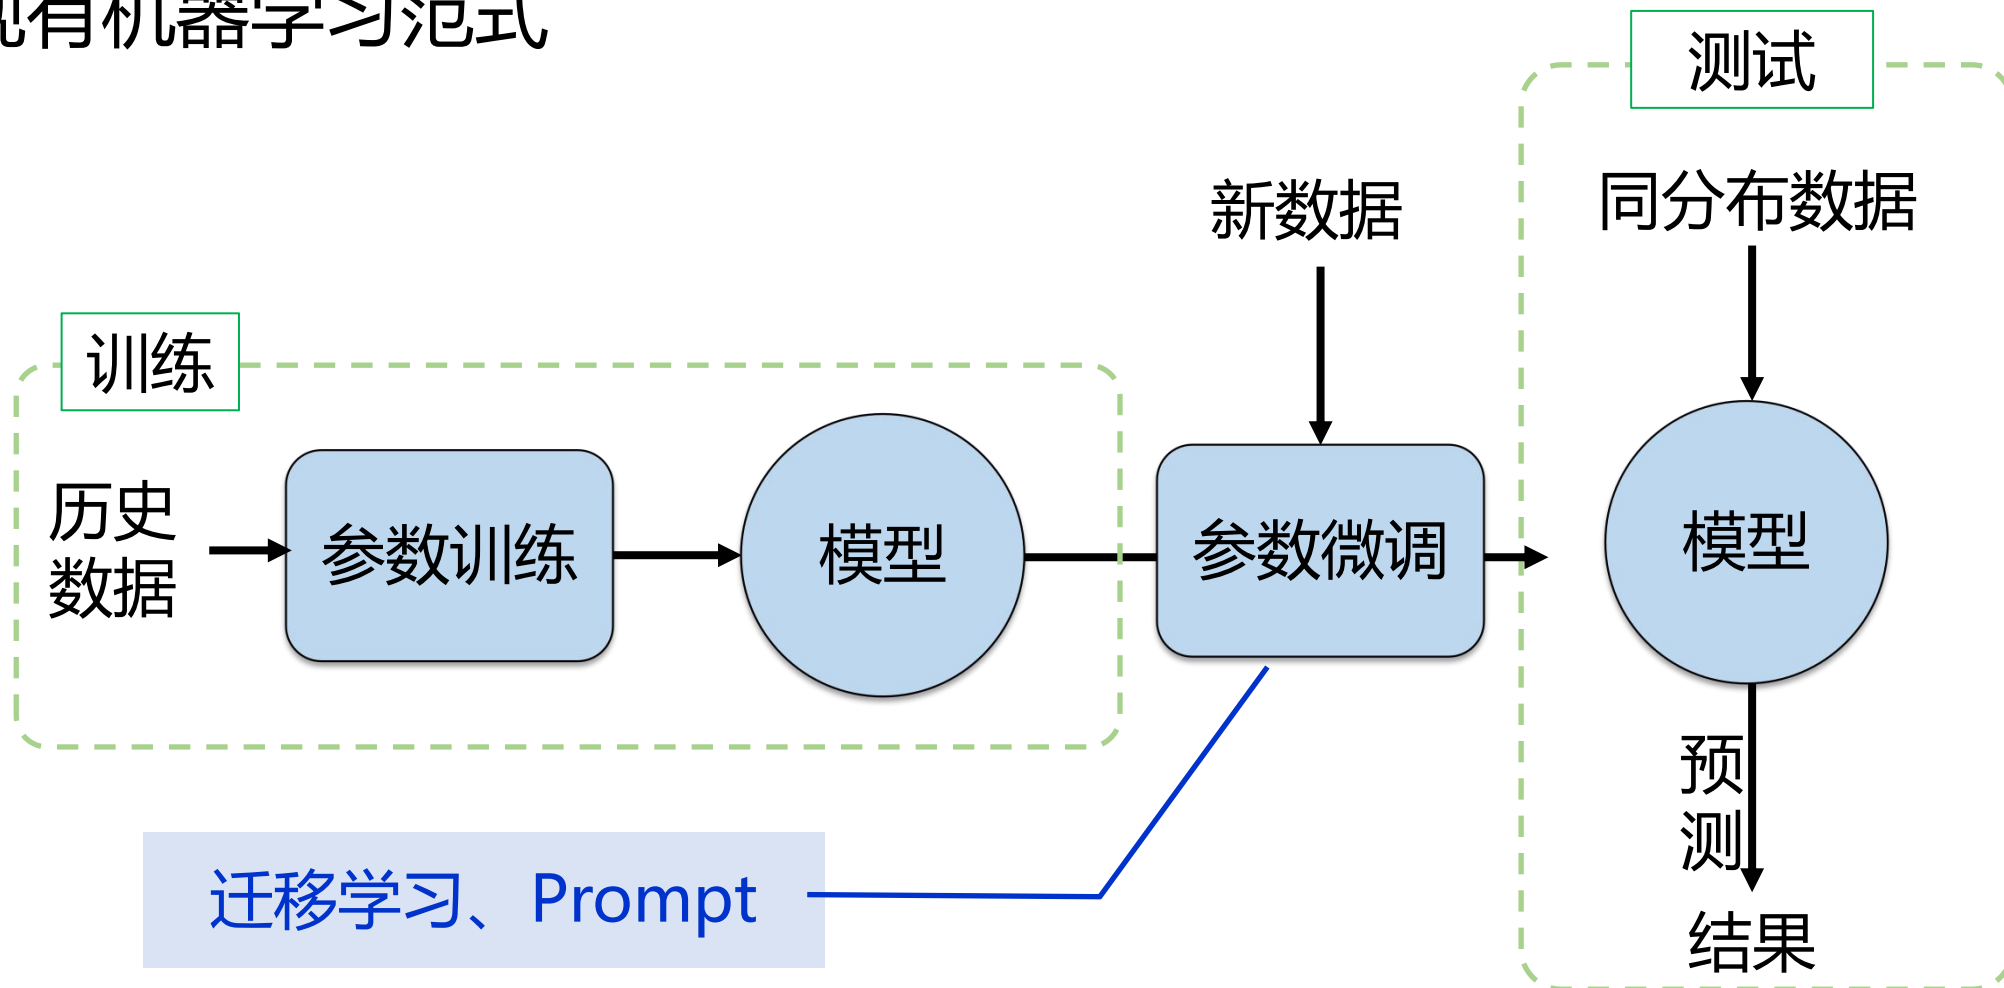 现有机器学习范式
测试
新数据
同分布数据
训练
历史
数据
参数训练
模型
参数微调
模型
预
测
迁移学习、Prompt
结果